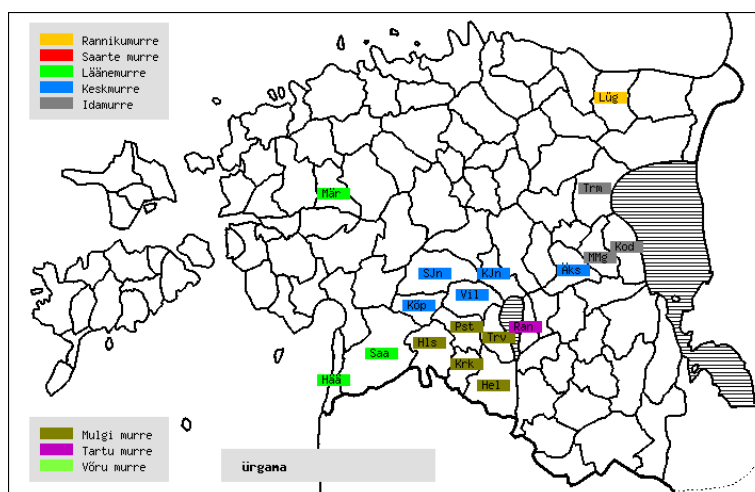 Rannikumurre
Saarte murre
Läänemurre
Keskmurre
Idamurre
Lüg
Trm
Mär
Kod
MMg
Äks
SJn
KJn
Vil
Köp
Pst
Ran
Trv
Hls
Saa
Krk
Hää
Hel
Mulgi murre
Tartu murre
Võru murre
ürgama